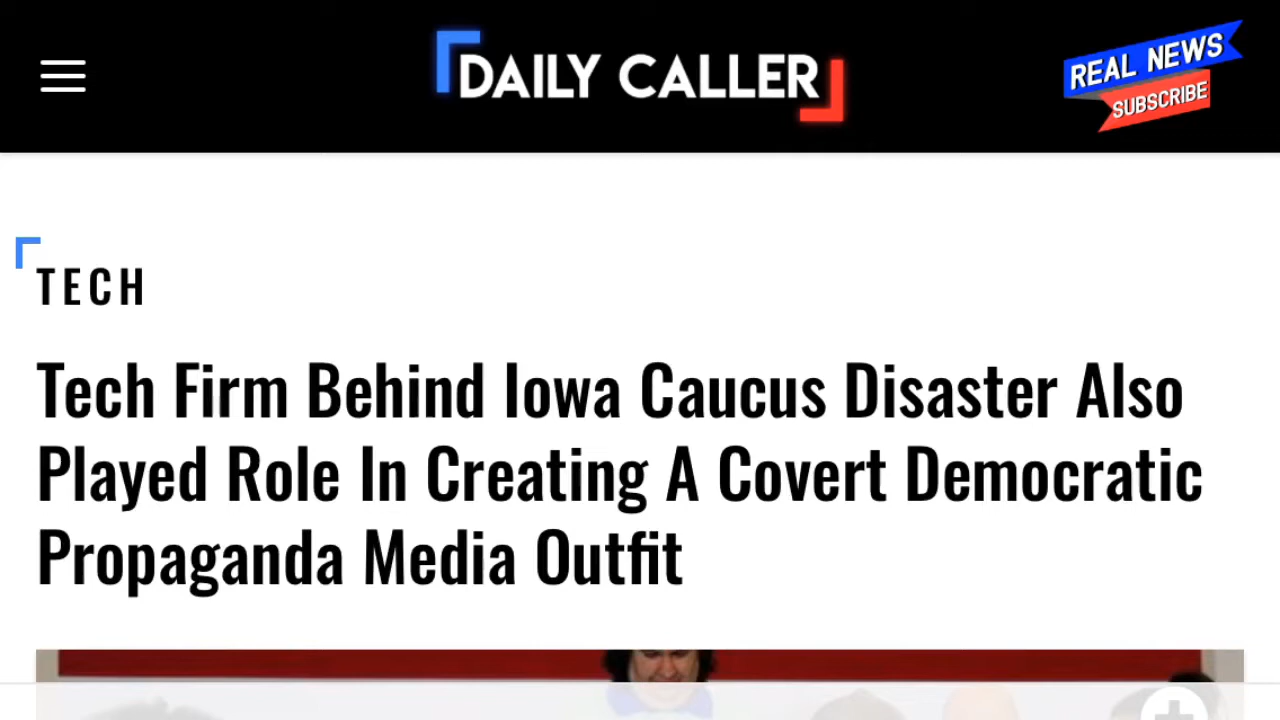 DAILY CALLER
REAL NEWS
SUBSCRIBE
TECH
Tech Firm Behind Iowa Caucus Disaster Also
Played Role In Creating A Covert Democratic
Propaganda Media Outfit